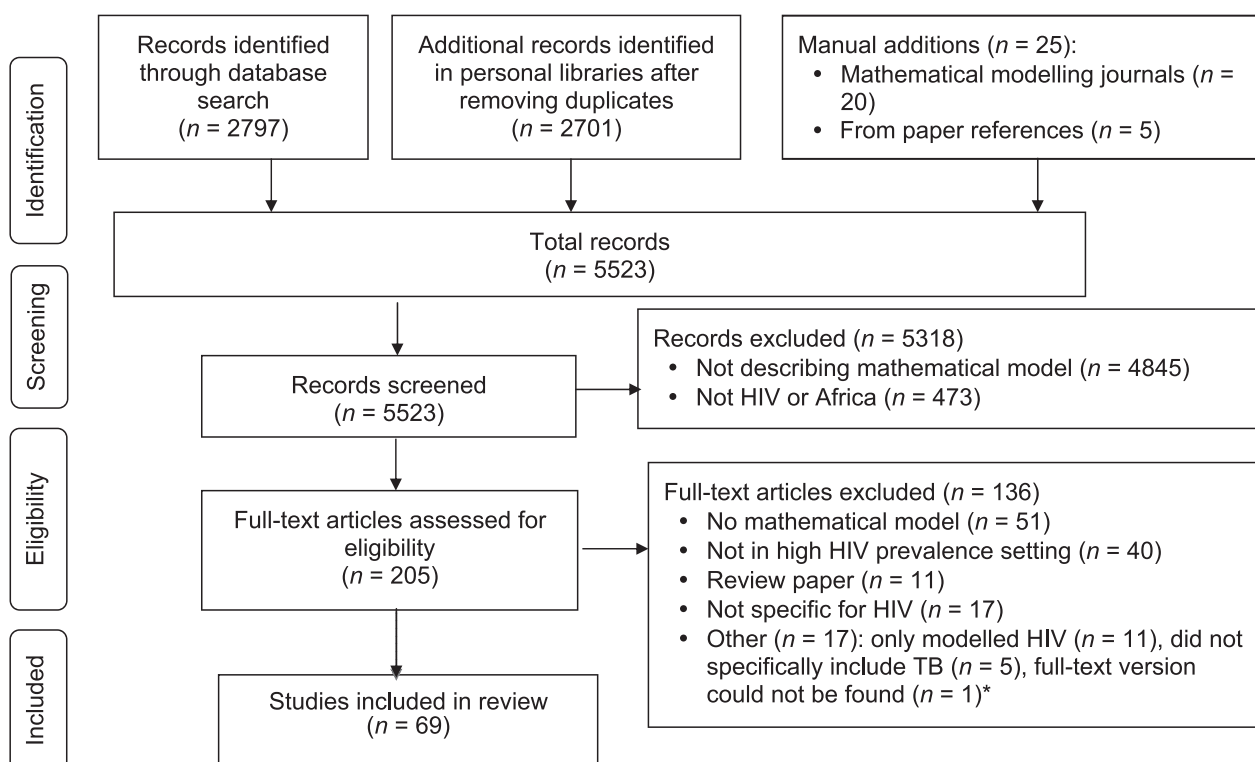 Identification
Records identified
through database
search
(n = 2797)
Additional records identified
in personal libraries after
removing duplicates
(n = 2701)
Manual additions (n = 25):
• Mathematical modelling journals (n =
20)
• From paper references (n = 5)
Total records
(n = 5523)
Screening
Records screened
(n = 5523)
Records excluded (n = 5318)
• Not describing mathematical model (n = 4845)
• Not HIV or Africa (n = 473)
Eligibility
Full-text articles assessed for
eligibility
(n = 205)
Full-text articles excluded (n = 136)
• No mathematical model (n = 51)
• Not in high HIV prevalence setting (n = 40)
• Review paper (n = 11)
• Not specific for HIV (n = 17)
• Other (n = 17): only modelled HIV (n = 11), did not
specifically include TB (n = 5), full-text version
could not be found (n = 1)*
Included
Studies included in review
(n = 69)